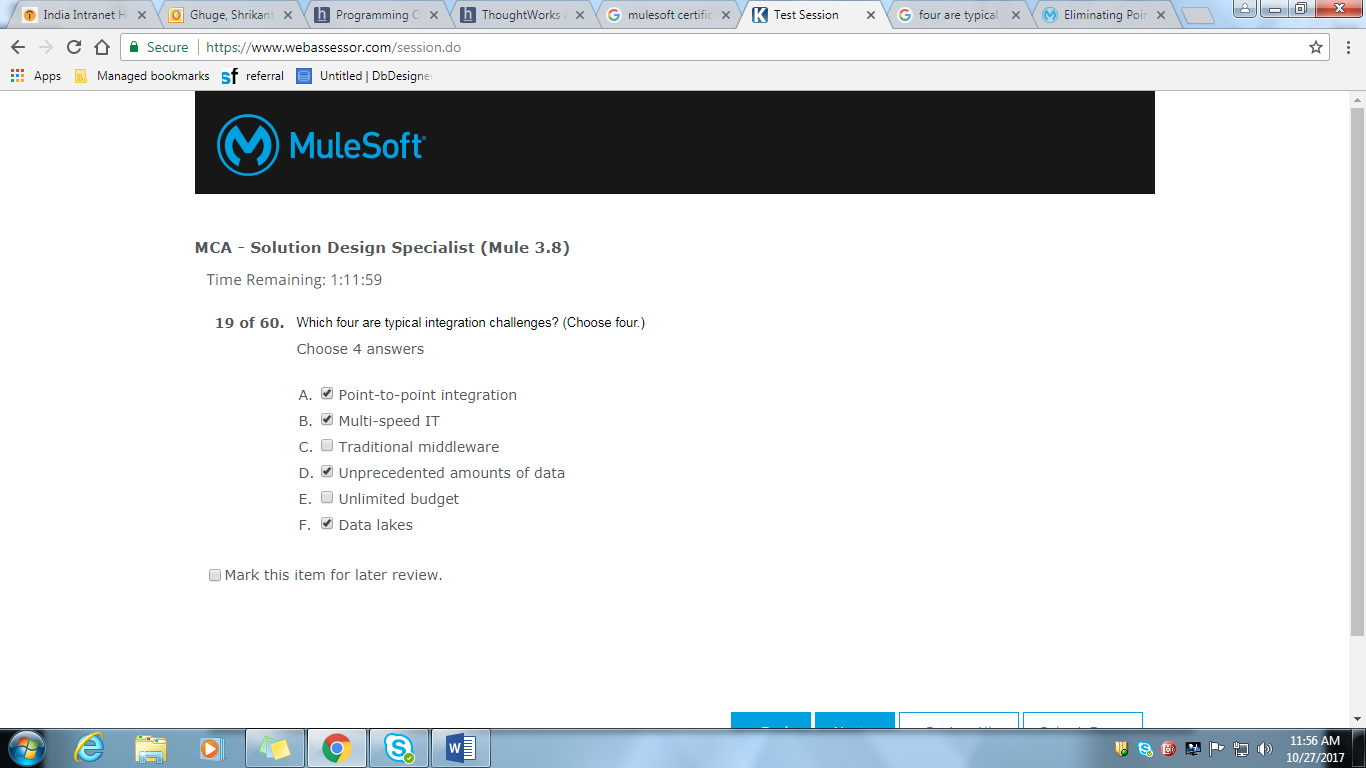 India Intranet H
Ghuge, Shrikant
Programming C
ThoughtWorks
mulesoft certific
Test Session
four are typical
Eliminating Poin
Secure https://www.webassessor.com/session.do
Apps Managed bookmarks sf referral Untitled | DbDesigner
MuleSoft
MCA - Solution Design Specialist (Mule 3.8)
Time Remaining: 1:11:59
19 of 60. Which four are typical integration challenges? (Choose four.)
Choose 4 answers
A. Point-to-point integration
B. Multi-speed IT
C. Traditional middleware
D. Unprecedented amounts of data
E. Unlimited budget
F. Data lakes
Mark this item for later review.
11:56 AM
10/27/2017